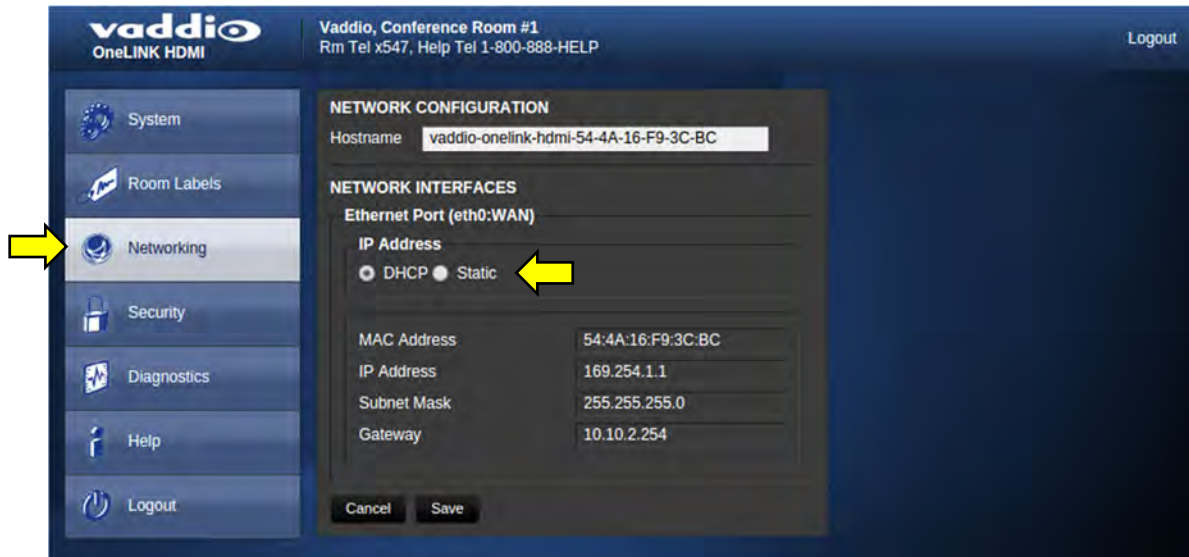 vaddio
OneLINK HDMI
Vaddio, Conference Room #1
Rm Tel x547, Help Tel 1-800-888-HELP
Logout
System
Room Labels
Networking
Security
Diagnostics
Help
Logout
NETWORK CONFIGURATION
Hostname vaddio-onelink-hdmi-54-4A-16-F9-3C-BC
NETWORK INTERFACES
Ethernet Port (eth0:WAN)
IP Address
DHCP Static
MAC Address 54:4A:16:F9:3C:BC
IP Address 169.254.1.1
Subnet Mask 255.255.255.0
Gateway 10.10.2.254
Cancel Save